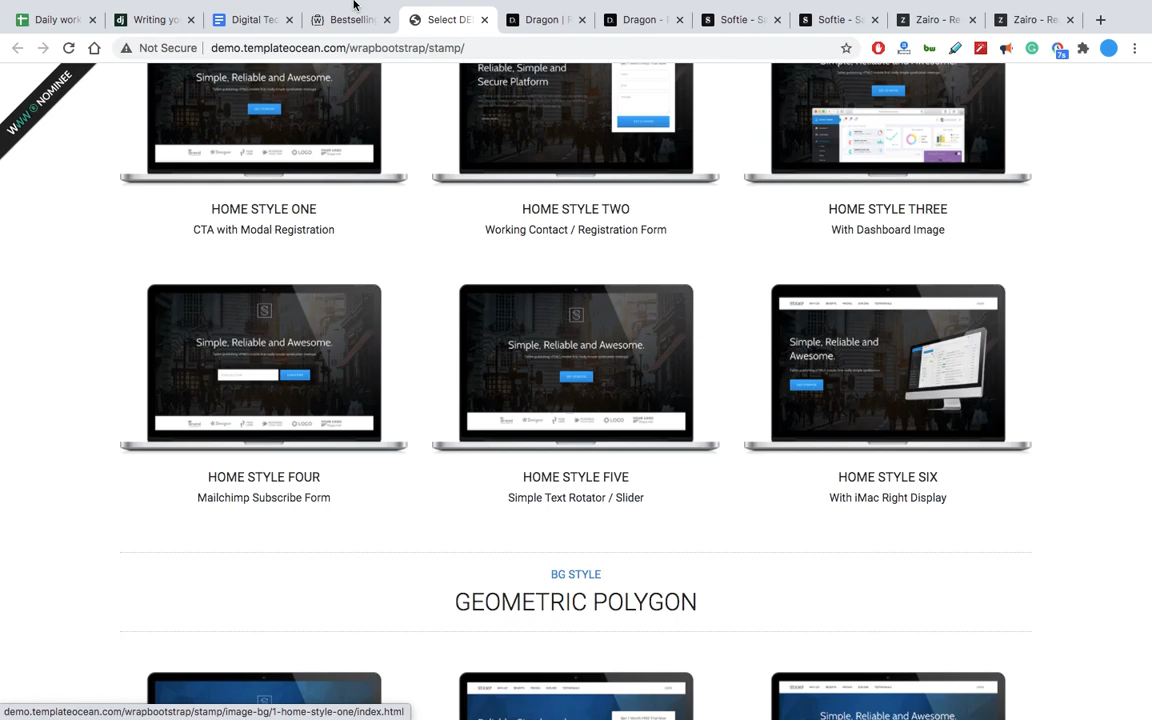 Daily work
Writing yo
Digital Tec
Bestselling
Select DE
Dragon | R
Dragon -
Softie - Sa
Softie - Sa
Zairo - Re
Zairo - Re
Not Secure
demo.templateocean.com/wrapbootstrap/stamp/
7s
NOMINEE
Simple, Reliable and Awesome.
Reliable, Simple and
Secure Platform
Simple, Reliable and Awesome.
HOME STYLE ONE
CTA with Modal Registration
HOME STYLE TWO
Working Contact / Registration Form
HOME STYLE THREE
With Dashboard Image
Simple, Reliable and Awesome.
Simple, Reliable and Awesome.
Simple, Reliable and
Awesome.
HOME STYLE FOUR
Mailchimp Subscribe Form
HOME STYLE FIVE
Simple Text Rotator / Slider
HOME STYLE SIX
With iMac Right Display
BG STYLE
GEOMETRIC POLYGON
demo.templateocean.com/wrapbootstrap/stamp/image-bg/1-home-style-one/index.html